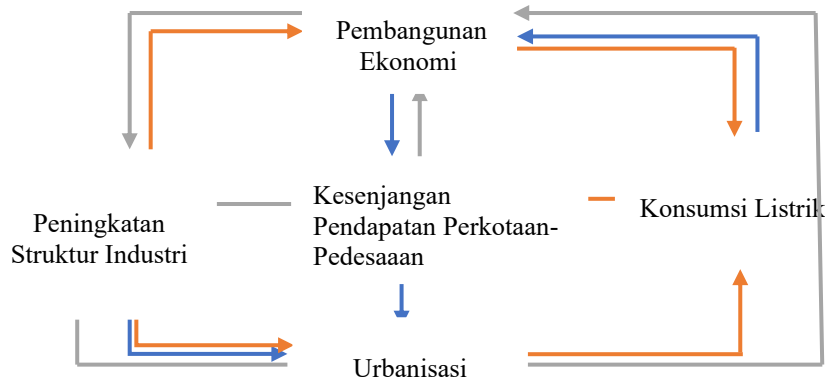 Pembangunan
Ekonomi
Kesenjangan
Pendapatan Perkotaan-
Pedesaaan
Peningkatan
Struktur Industri
Konsumsi Listrik
Urbanisasi